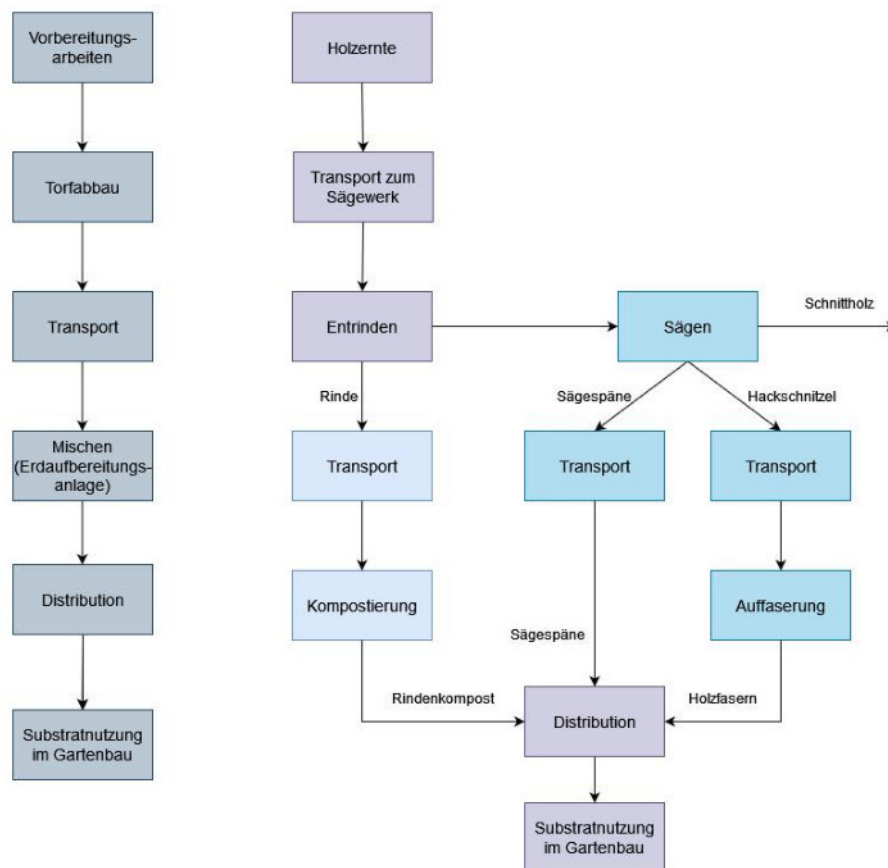 Vorbereitungs-
arbeiten
Torfabbau
Transport
Mischen
(Erdaufbereitungs-
anlage)
Distribution
Substratnutzung
im Gartenbau
Holzernte
Transport zum
Sägewerk
Entrinden
Sägen
Schnittholz
Rinde
Sägespäne
Hackschnitzel
Transport
Transport
Transport
Kompostierung
Auffaserung
Sägespäne
Rindenkompost
Holzfasern
Distribution
Substratnutzung
im Gartenbau